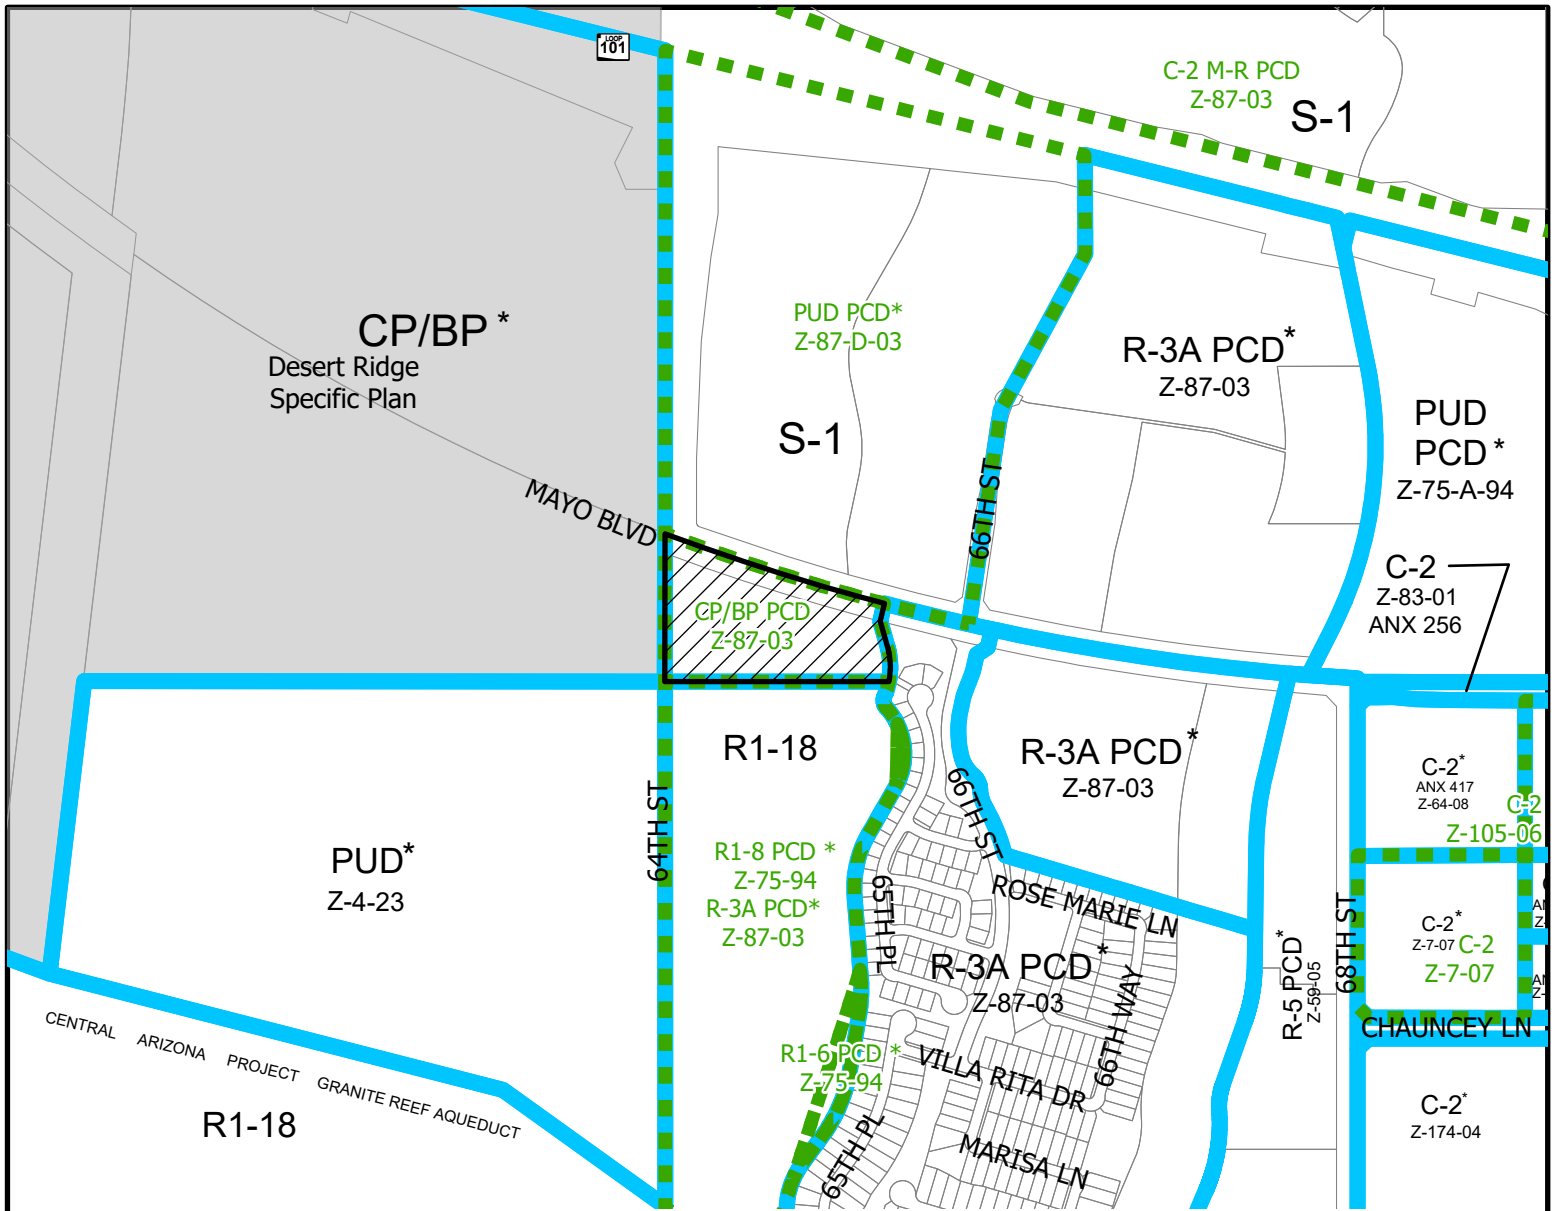 LOOP
101
C-2 M-R PCD
Z-87-03
S-1
CP/BP *
Desert Ridge
Specific Plan
PUD PCD*
Z-87-D-03
S-1
R-3A PCD*
Z-87-03
PUD
PCD *
Z-75-A-94
MAYO BLVD
66TH ST
C-2
Z-83-01
ANX 256
CP/BP PCD
Z-87-03
R1-18
R-3A PCD*
Z-87-03
C-2*
ANX 417
Z-64-08
C-2
Z-105-06
64TH ST
66TH ST
PUD*
Z-4-23
R1-8 PCD *
Z-75-94
R-3A PCD*
Z-87-03
65TH PL
ROSE MARIE LN
R-3A PCD *
Z-87-03
66TH WAY
R-5 PCD*
Z-59-05
68TH ST
C-2*
Z-7-07
C-2
Z-7-07
CENTRAL ARIZONA PROJECT GRANITE REEF AQUEDUCT
CHAUNCEY LN
R1-6 PCD *
Z-75-94
VILLA RITA DR
R1-18
C-2*
Z-174-04
MARISA LN
65TH PL